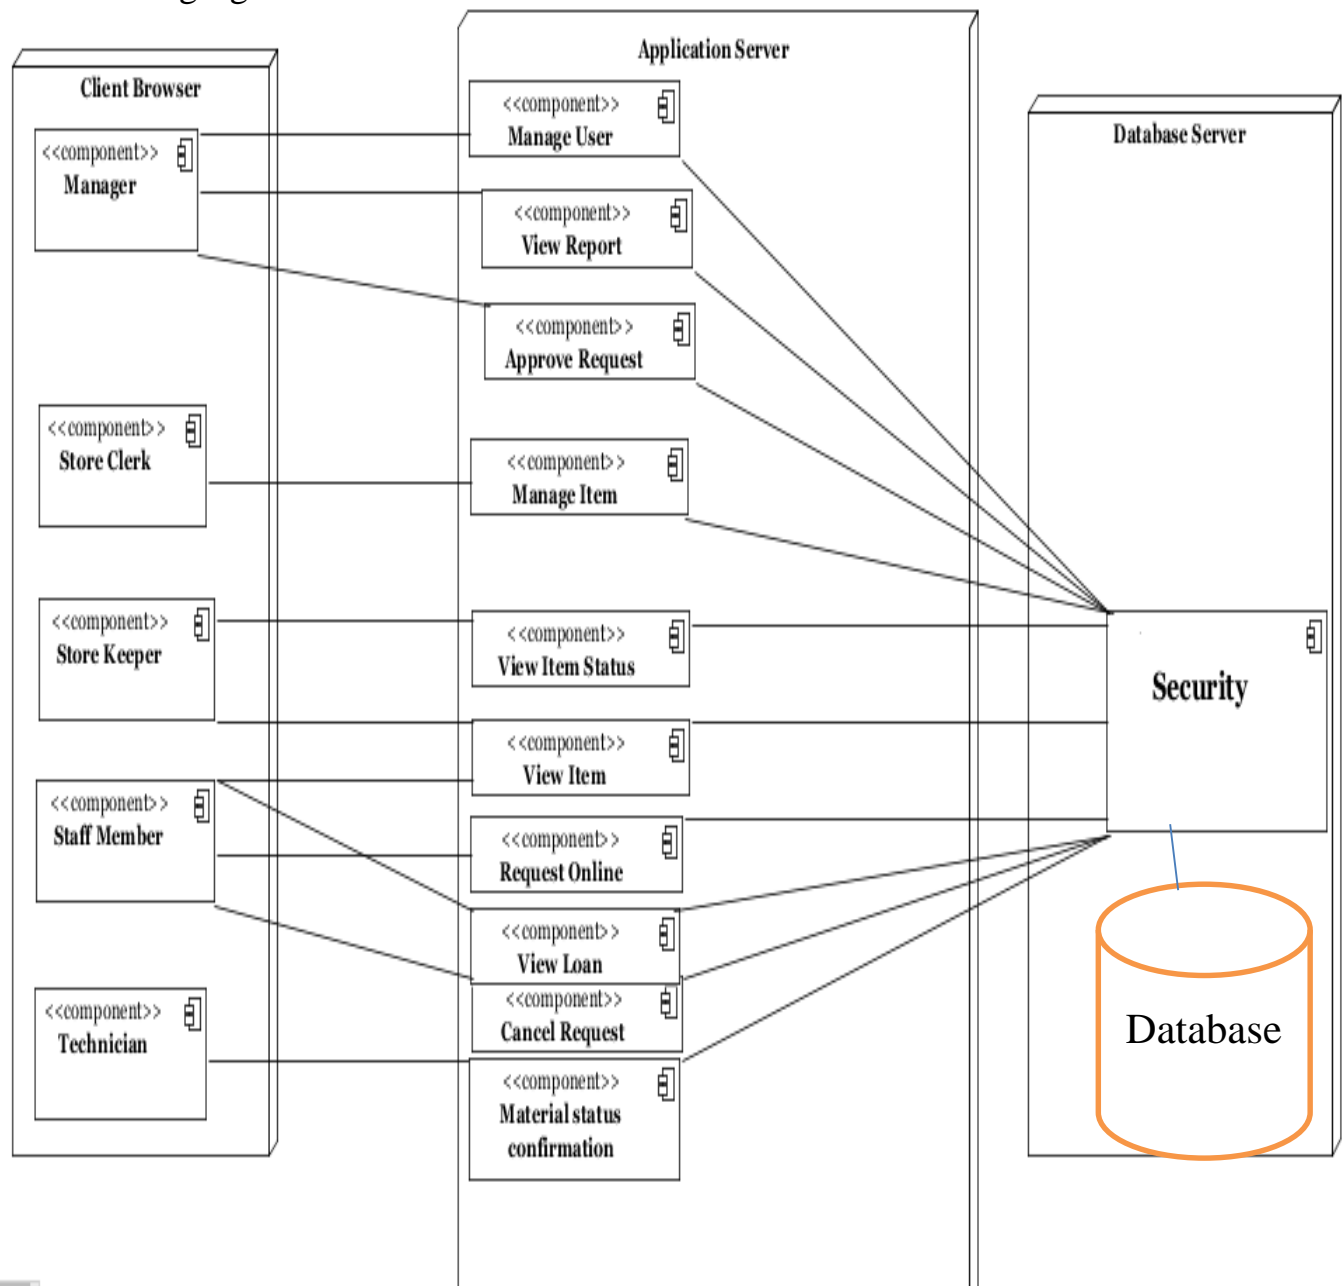 Client Browser
<<component>>
Manager
<<component>>
Store Clerk
<<component>>
Store Keeper
<<component>>
Staff Member
<<component>>
Technician
Application Server
<<component>>
Manage User
<<component>>
View Report
<<component>>
Approve Request
<<component>>
Manage Item
<<component>>
View Item Status
<<component>>
View Item
<<component>>
Request Online
<<component>>
View Loan
<<component>>
Cancel Request
<<component>>
Material status
confirmation
Database Server
Security
Database